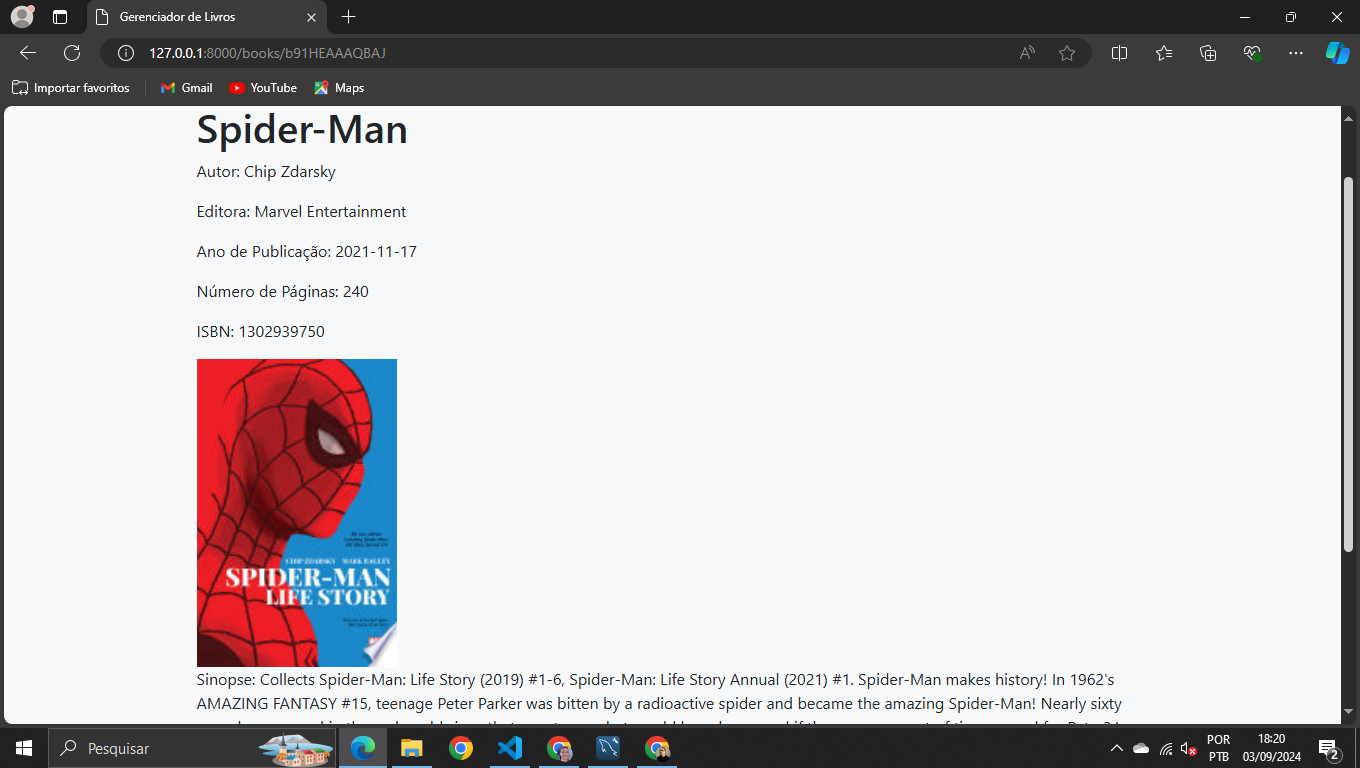 Gerenciador de Livros
127.0.0.1:8000/books/b91HEAAAQBAJ
Importar favoritos
Gmail
YouTube
Maps
Spider-Man
Autor: Chip Zdarsky
Editora: Marvel Entertainment
Ano de Publicação: 2021-11-17
Número de Páginas: 240
ISBN: 1302939750
CHIP ZDARSKY MARK BAGLEY
SPIDER-MAN
LIFE STORY
Sinopse: Collects Spider-Man: Life Story (2019) #1-6, Spider-Man: Life Story Annual (2021) #1. Spider-Man makes history! In 1962's
AMAZING FANTASY #15, teenage Peter Parker was bitten by a radioactive spider and became the amazing Spider-Man! Nearly sixty
Pesquisar
POR
PTB
18:20
03/09/2024
2